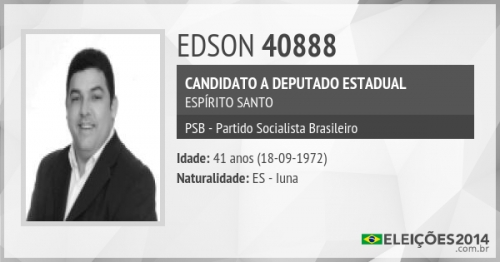 EDSON 40888
CANDIDATO A DEPUTADO ESTADUAL
ESPÍRITO SANTO
PSB - Partido Socialista Brasileiro
Idade: 41 anos (18-09-1972)
Naturalidade: ES - Iuna
ELEIÇÕES2014
.com.br